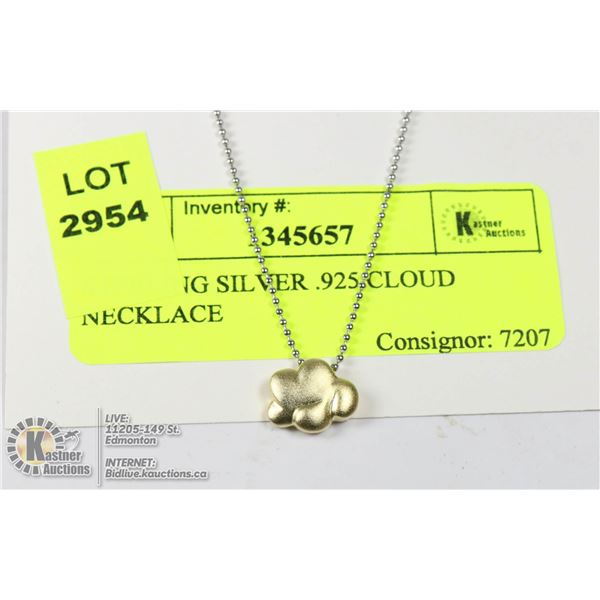 LOT
2954
Inventory #:
345657
Kastner
Auctions
NG SILVER .925 CLOUD
NECKLACE
Consignor: 7207
Kastner
Auctions
LIVE:
11205-149 St.
Edmonton
INTERNET:
Bidlive.kauctions.ca